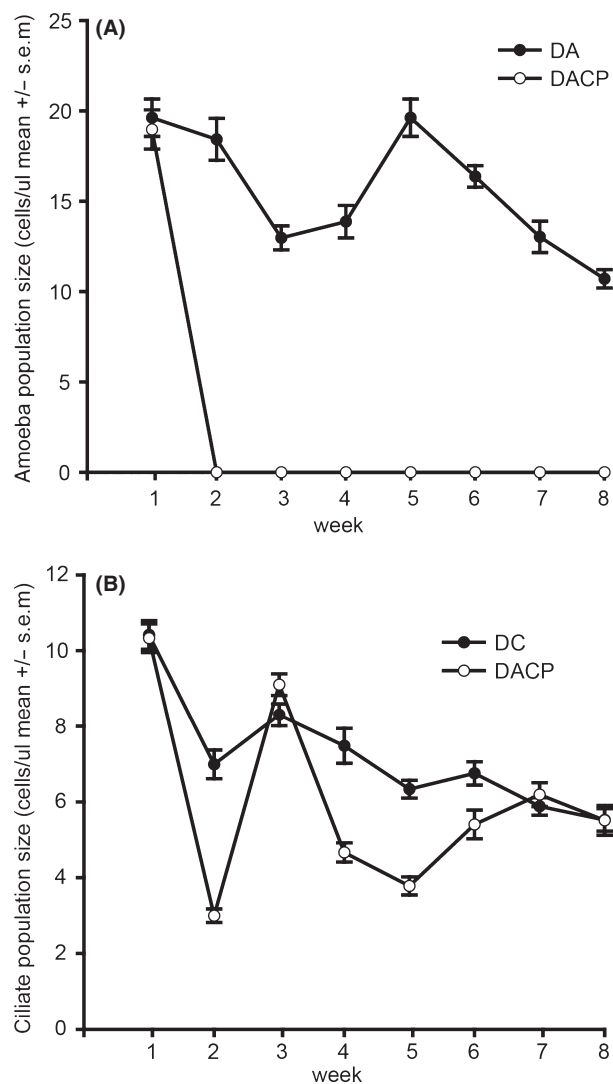 (A)
25
20
15
10
5
0
Amoeba population size (cells/ul mean +/− s.e.m)
DA
DACP
1 2 3 4 5 6 7 8
week
(B)
12
10
8
6
4
2
0
Ciliate population size (cells/ul mean +/− s.e.m)
DC
DACP
1 2 3 4 5 6 7 8
week